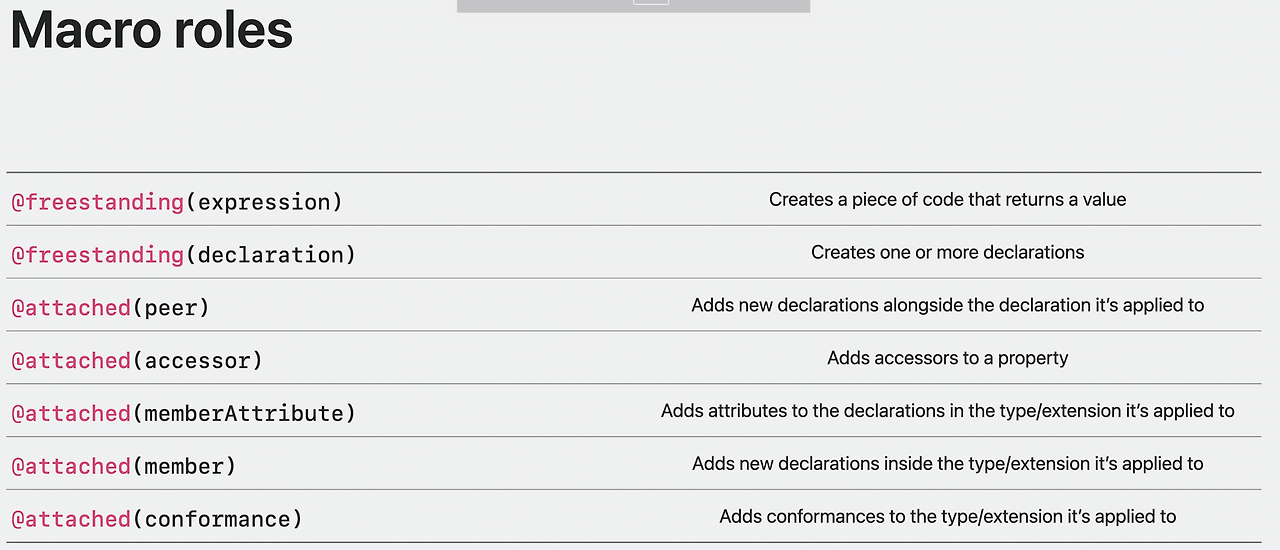 Macro roles
@freestanding(expression) Creates a piece of code that returns a value
@freestanding(declaration) Creates one or more declarations
@attached(peer) Adds new declarations alongside the declaration it’s applied to
@attached(accessor) Adds accessors to a property
@attached(memberAttribute) Adds attributes to the declarations in the type/extension it’s applied to
@attached(member) Adds new declarations inside the type/extension it’s applied to
@attached(conformance) Adds conformances to the type/extension it’s applied to